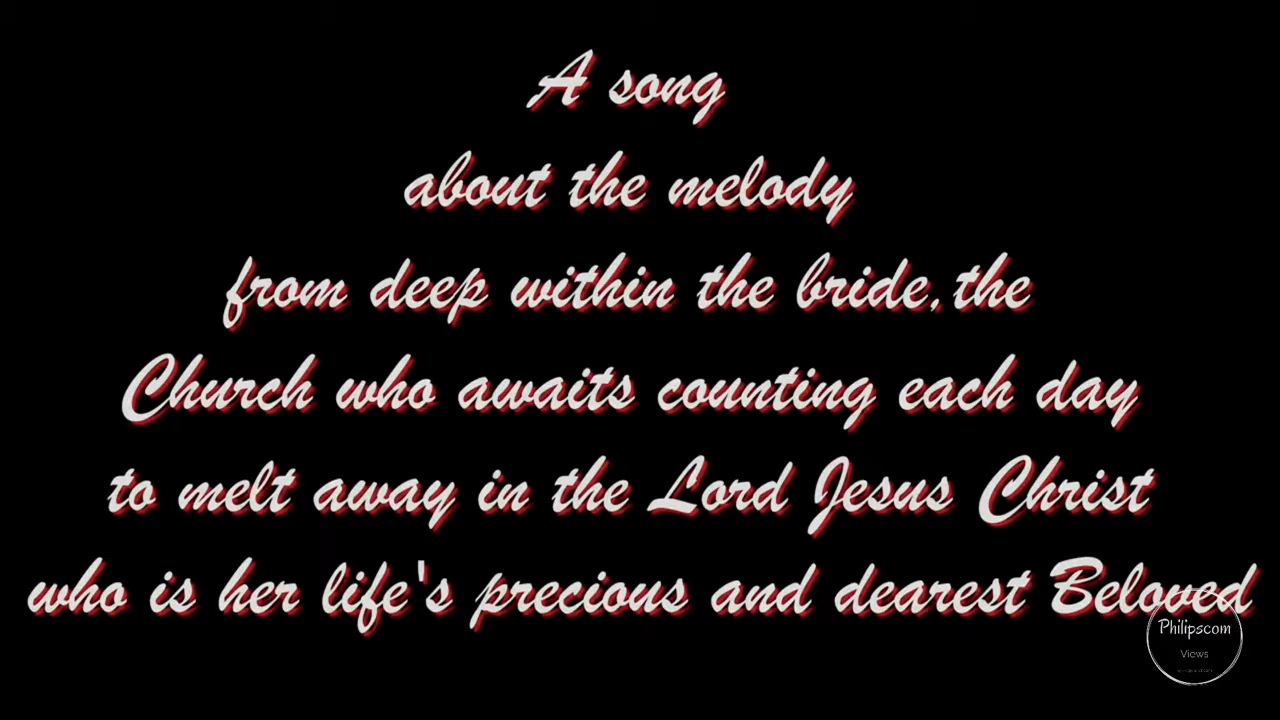 A song
about the melody
from deep within the bride, the
Church who awaits counting each day
to melt away in the Lord Jesus Christ
who is her life's precious and dearest Beloved
Philipscom
Views